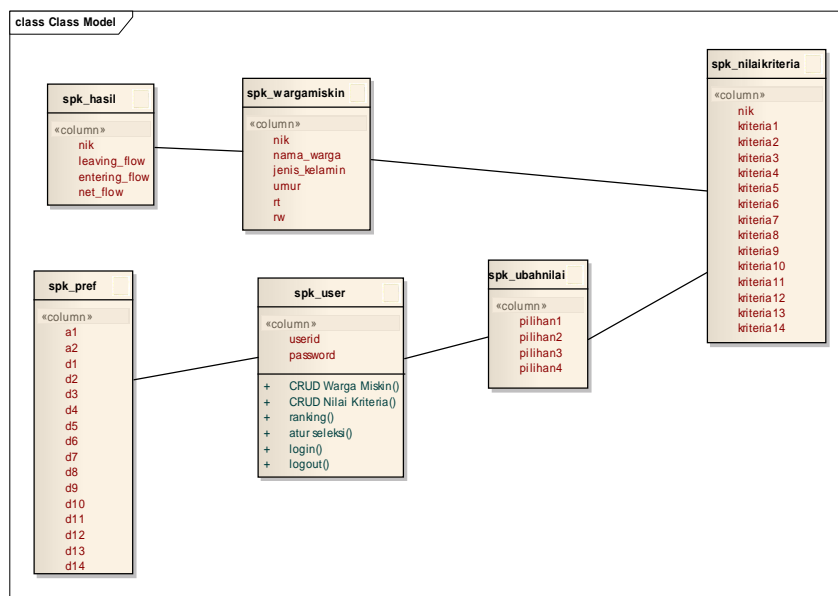 class Class Model
spk_hasil
«column»
nik
leaving_flow
entering_flow
net_flow
spk_wargamiskin
«column»
nik
nama_warga
jenis_kelamin
umur
rt
rw
spk_nilaikriteria
«column»
nik
kriteria1
kriteria2
kriteria3
kriteria4
kriteria5
kriteria6
kriteria7
kriteria8
kriteria9
kriteria10
kriteria11
kriteria12
kriteria13
kriteria14
spk_pref
«column»
a1
a2
d1
d2
d3
d4
d5
d6
d7
d8
d9
d10
d11
d12
d13
d14
spk_user
«column»
userid
password
+ CRUD Warga Miskin()
+ CRUD Nilai Kriteria()
+ ranking()
+ atur seleksi()
+ login()
+ logout()
spk_ubahnilai
«column»
pilihan1
pilihan2
pilihan3
pilihan4